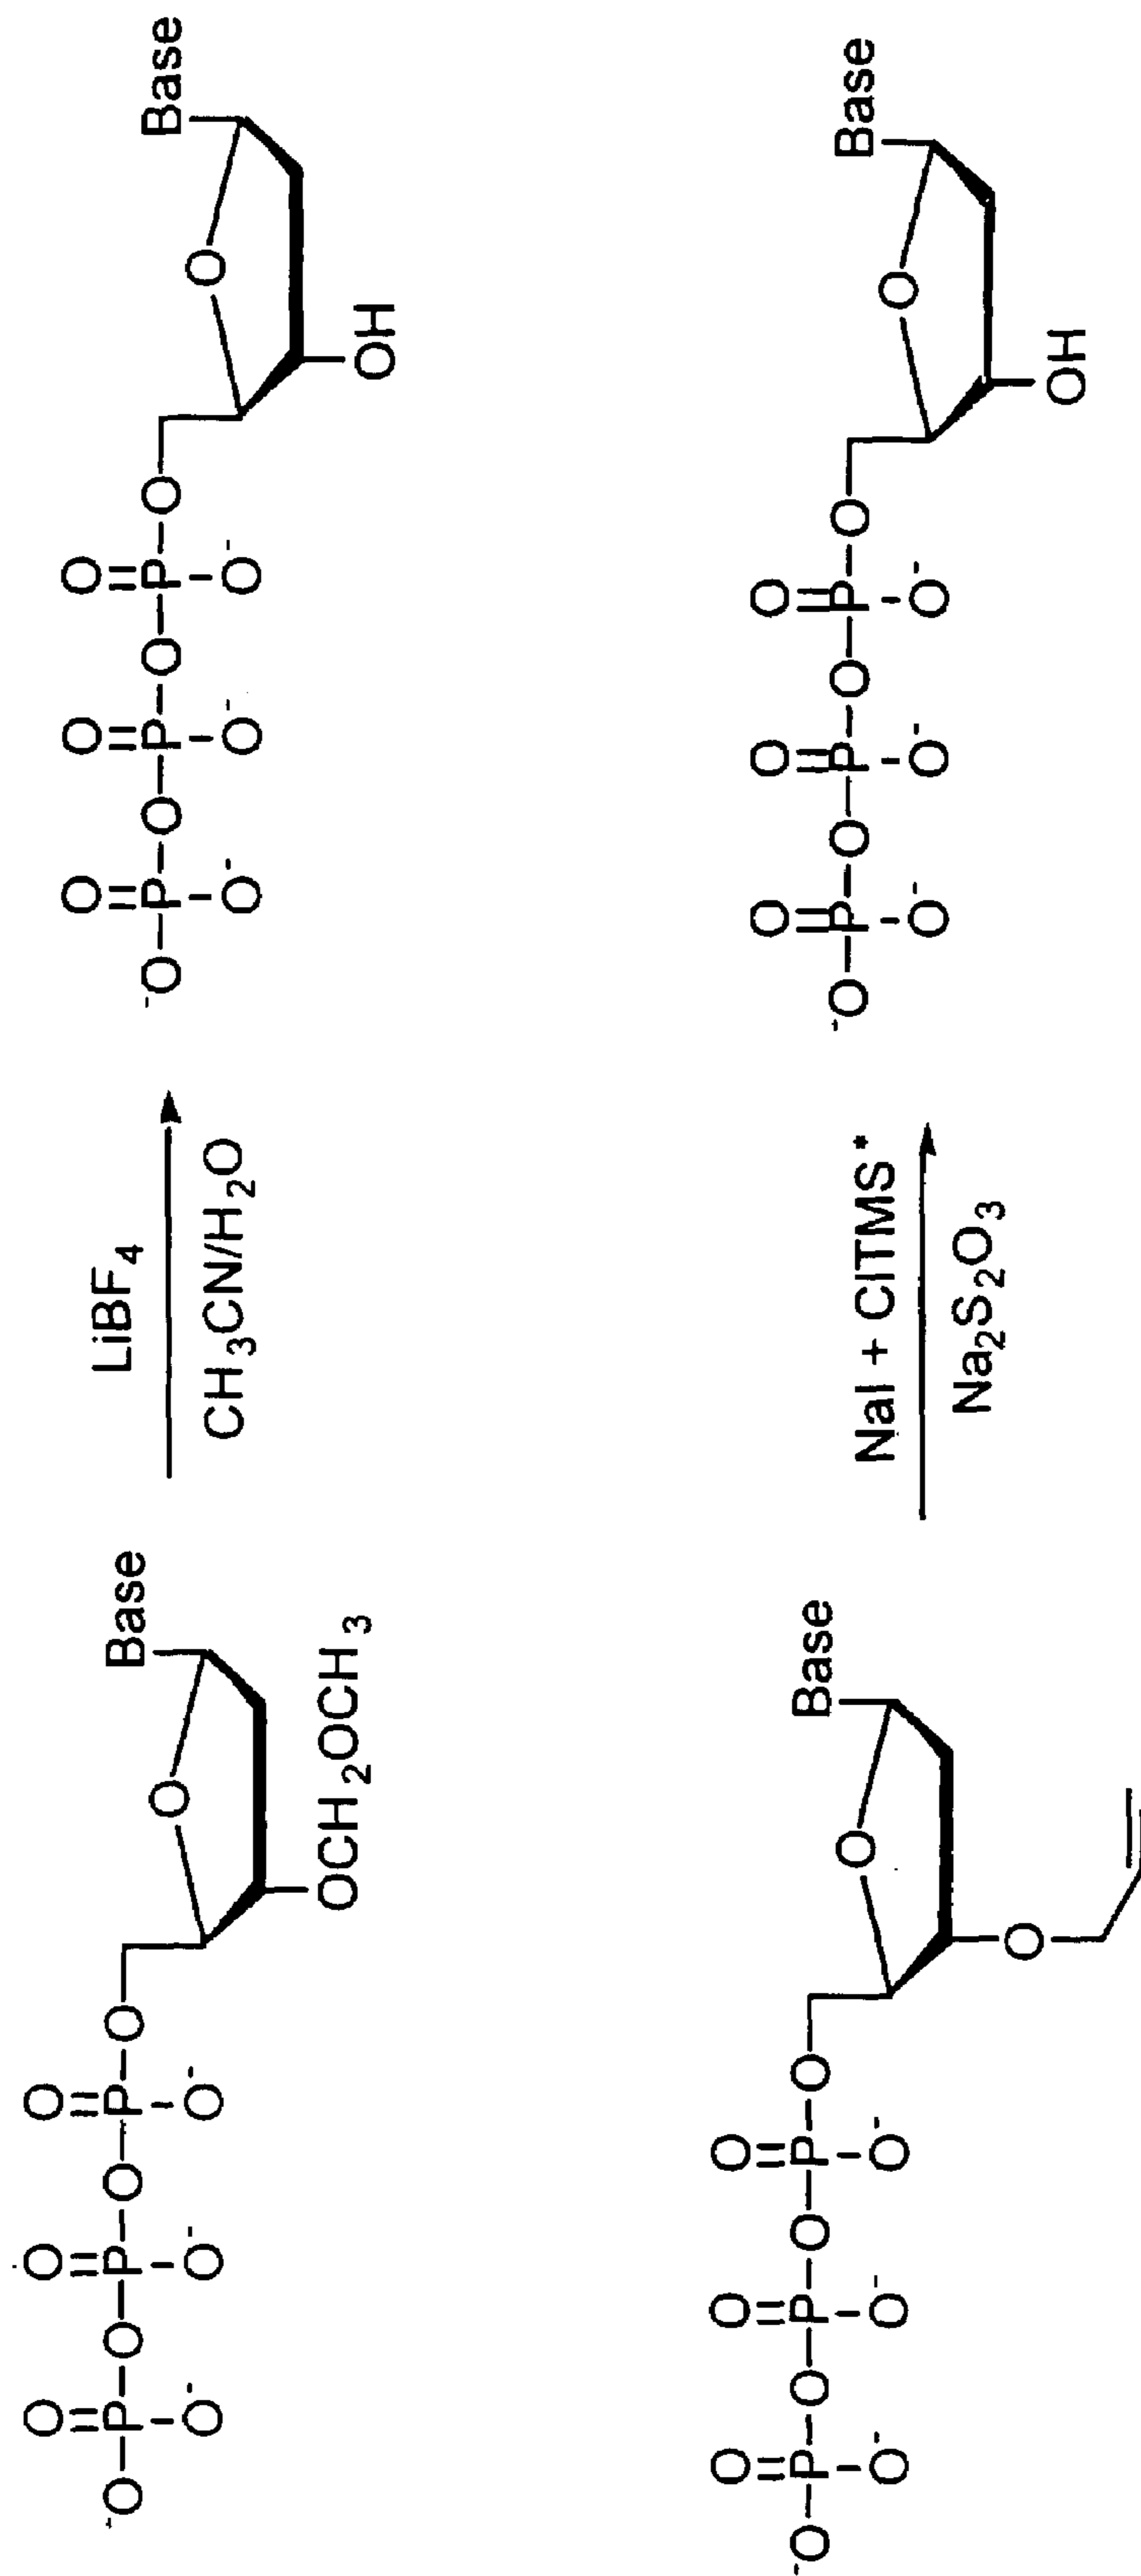 O O O Base
⁻O P O P O P O O
O⁻ O⁻ O⁻ OCH₂OCH₃
LiBF₄
CH₃CN/H₂O
O O O Base
⁻O P O P O P O O
O⁻ O⁻ O⁻ OH
O O O Base
⁻O P O P O P O O
O⁻ O⁻ O⁻ O
NaI + ClTMS*
Na₂S₂O₃
O O O Base
⁻O P O P O P O O
O⁻ O⁻ O⁻ OH